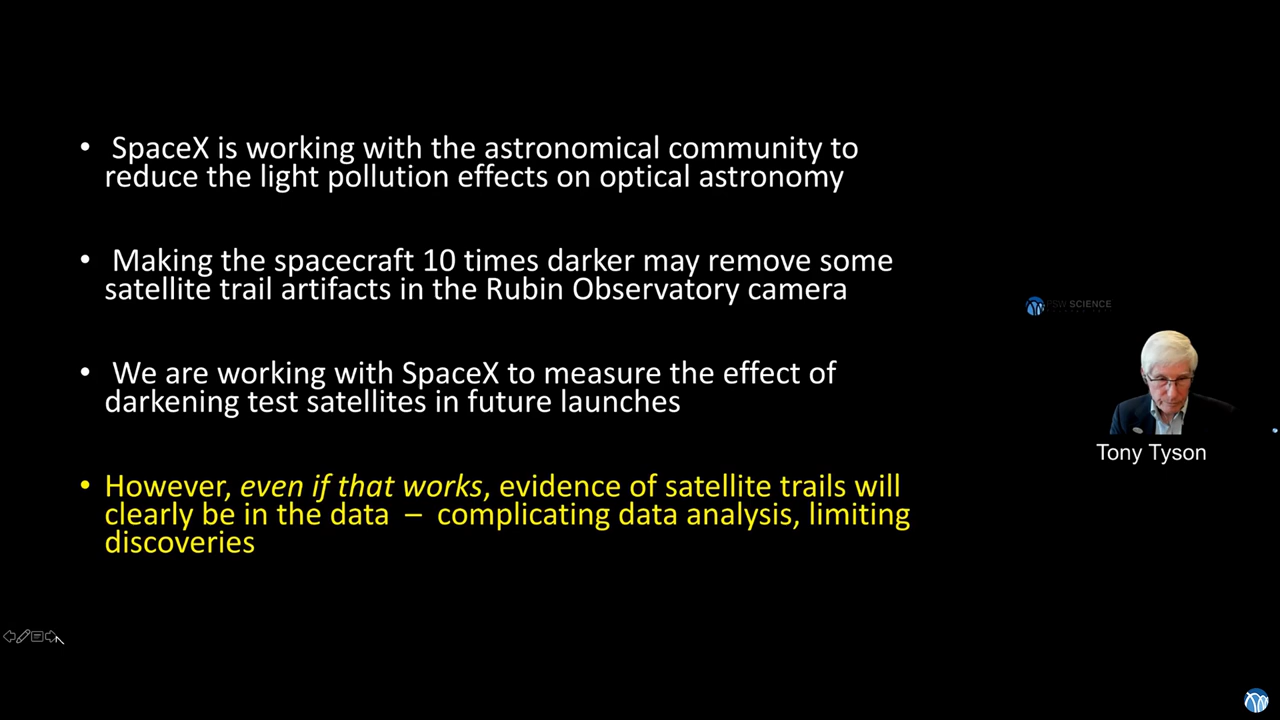 • SpaceX is working with the astronomical community to
reduce the light pollution effects on optical astronomy
• Making the spacecraft 10 times darker may remove some
satellite trail artifacts in the Rubin Observatory camera
• We are working with SpaceX to measure the effect of
darkening test satellites in future launches
• However, even if that works, evidence of satellite trails will
clearly be in the data – complicating data analysis, limiting
discoveries
PSW SCIENCE
Tony Tyson